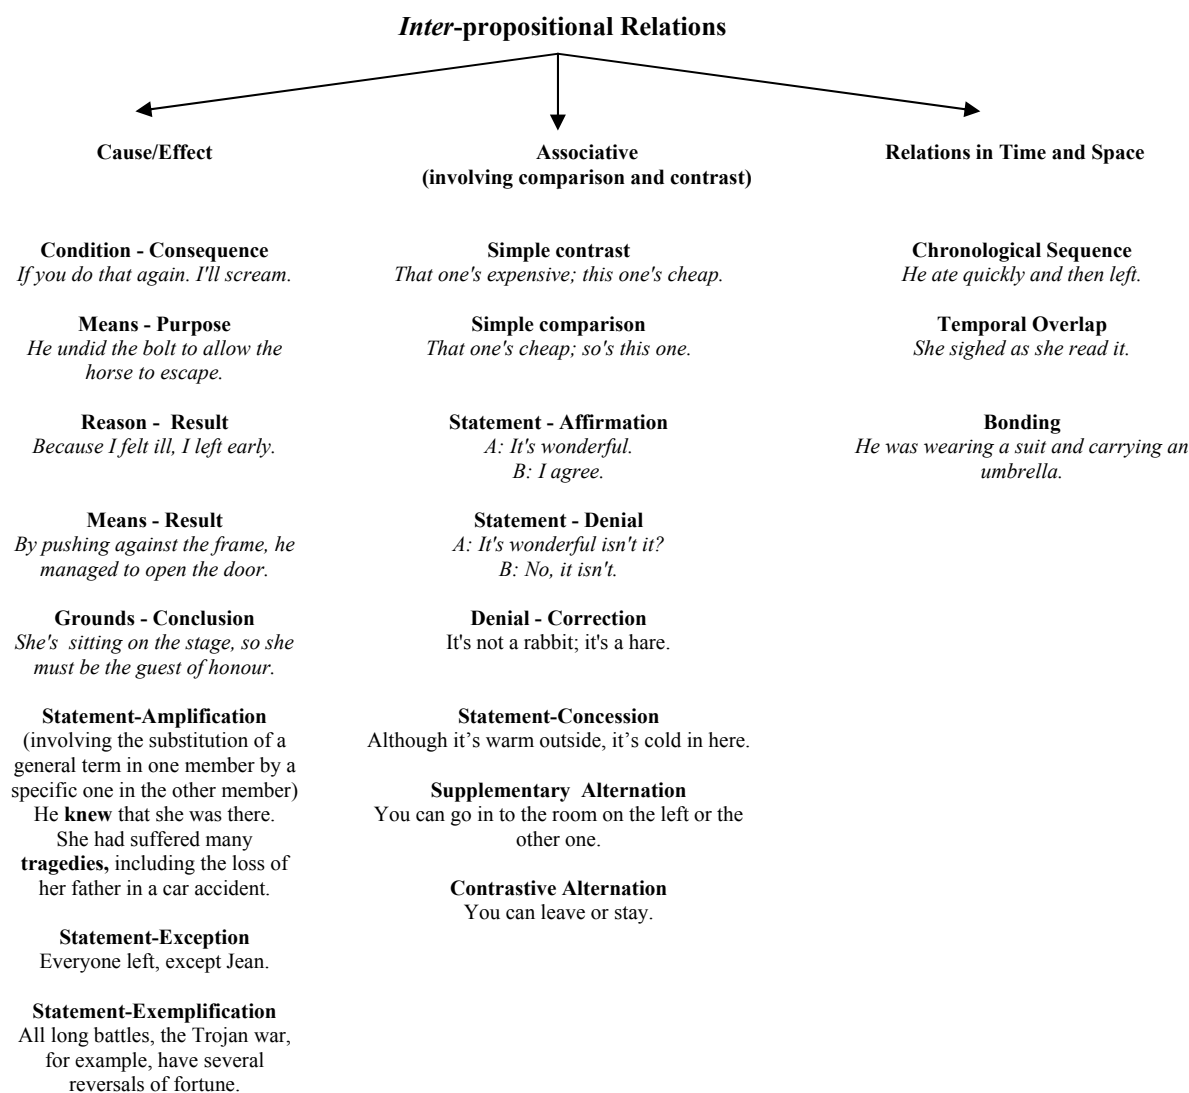 Inter-propositional Relations
Cause/Effect
Condition - Consequence
If you do that again. I'll scream.
Means - Purpose
He undid the bolt to allow the
horse to escape.
Reason - Result
Because I felt ill, I left early.
Means - Result
By pushing against the frame, he
managed to open the door.
Grounds - Conclusion
She's sitting on the stage, so she
must be the guest of honour.
Statement-Amplification
(involving the substitution of a
general term in one member by a
specific one in the other member)
He knew that she was there.
She had suffered many
tragedies, including the loss of
her father in a car accident.
Statement-Exception
Everyone left, except Jean.
Statement-Exemplification
All long battles, the Trojan war,
for example, have several
reversals of fortune.
Associative
(involving comparison and contrast)
Simple contrast
That one's expensive; this one's cheap.
Simple comparison
That one's cheap; so's this one.
Statement - Affirmation
A: It's wonderful.
B: I agree.
Statement - Denial
A: It's wonderful isn't it?
B: No, it isn't.
Denial - Correction
It's not a rabbit; it's a hare.
Statement-Concession
Although it’s warm outside, it’s cold in here.
Supplementary Alternation
You can go in to the room on the left or the
other one.
Contrastive Alternation
You can leave or stay.
Relations in Time and Space
Chronological Sequence
He ate quickly and then left.
Temporal Overlap
She sighed as she read it.
Bonding
He was wearing a suit and carrying an
umbrella.